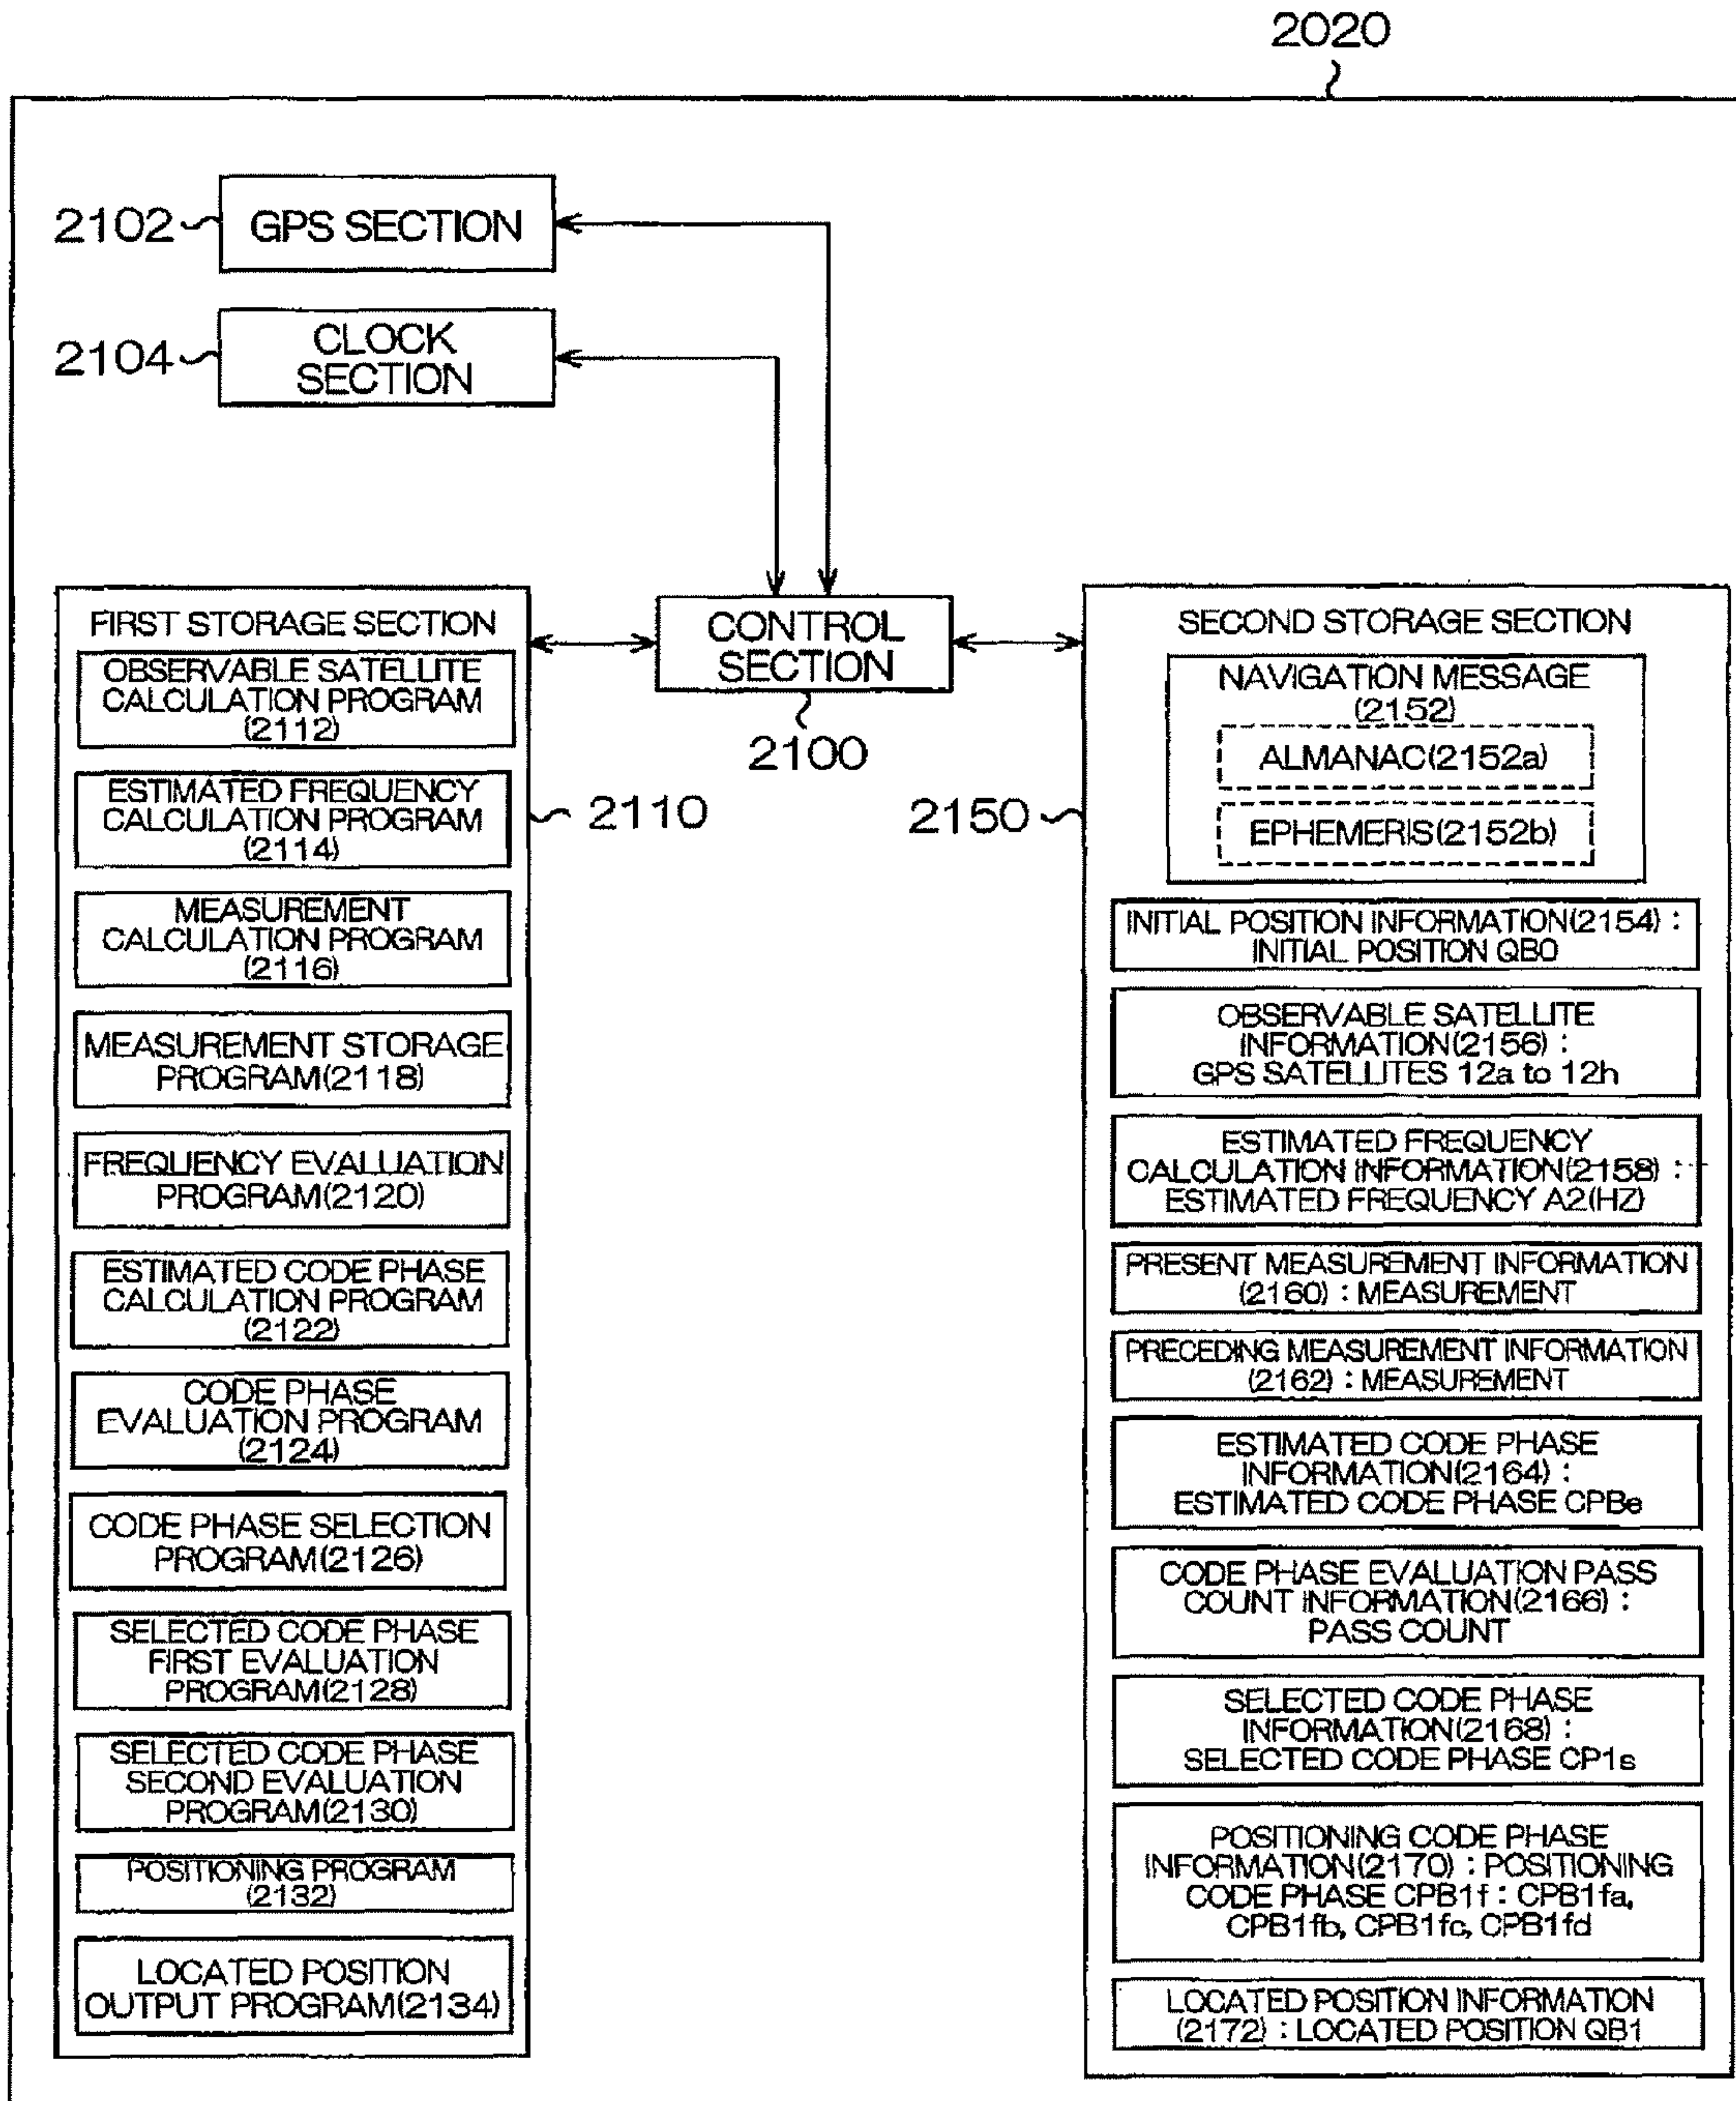 2020
2102
GPS SECTION
2104
CLOCK
SECTION
FIRST STORAGE SECTION
OBSERVABLE SATELLITE
CALCULATION PROGRAM
(2112)
ESTIMATED FREQUENCY
CALCULATION PROGRAM
(2114)
MEASUREMENT
CALCULATION PROGRAM
(2116)
MEASUREMENT STORAGE
PROGRAM(2118)
FREQUENCY EVALUATION
PROGRAM(2120)
ESTIMATED CODE PHASE
CALCULATION PROGRAM
(2122)
CODE PHASE
EVALUATION PROGRAM
(2124)
CODE PHASE SELECTION
PROGRAM(2126)
SELECTED CODE PHASE
FIRST EVALUATION
PROGRAM(2128)
SELECTED CODE PHASE
SECOND EVALUATION
PROGRAM(2130)
POSITIONING PROGRAM
(2132)
LOCATED POSITION
OUTPUT PROGRAM(2134)
2110
CONTROL
SECTION
2100
2150
SECOND STORAGE SECTION
NAVIGATION MESSAGE
(2152)
ALMANAC(2152a)
EPHEMERIS(2152b)
INITIAL POSITION INFORMATION(2154) :
INITIAL POSITION QB0
OBSERVABLE SATELLITE
INFORMATION(2156) :
GPS SATELLITES 12a to 12h
ESTIMATED FREQUENCY
CALCULATION INFORMATION(2158) :
ESTIMATED FREQUENCY A2(HZ)
PRESENT MEASUREMENT INFORMATION
(2160) : MEASUREMENT
PRECEDING MEASUREMENT INFORMATION
(2162) : MEASUREMENT
ESTIMATED CODE PHASE
INFORMATION(2164) :
ESTIMATED CODE PHASE CPBe
CODE PHASE EVALUATION PASS
COUNT INFORMATION(2166) :
PASS COUNT
SELECTED CODE PHASE
INFORMATION(2168) :
SELECTED CODE PHASE CP1s
POSITIONING CODE PHASE
INFORMATION(2170) : POSITIONING
CODE PHASE CPB1f : CPB1fa,
CPB1fb, CPB1fc, CPB1fd
LOCATED POSITION INFORMATION
(2172) : LOCATED POSITION QB1